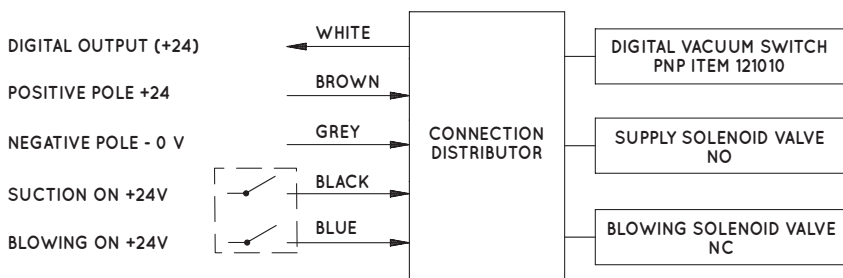 DIGITAL OUTPUT (+24)
WHITE
POSITIVE POLE +24
BROWN
NEGATIVE POLE - 0 V
GREY
SUCTION ON +24V
BLACK
BLOWING ON +24V
BLUE
CONNECTION
DISTRIBUTOR
DIGITAL VACUUM SWITCH
PNP ITEM 121010
SUPPLY SOLENOID VALVE
NO
BLOWING SOLENOID VALVE
NC